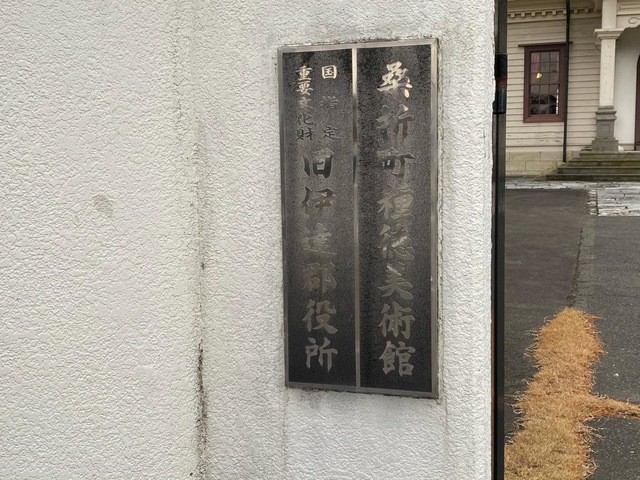 桑折町種徳美術館
国指定
重要文化財
旧伊達郡役所